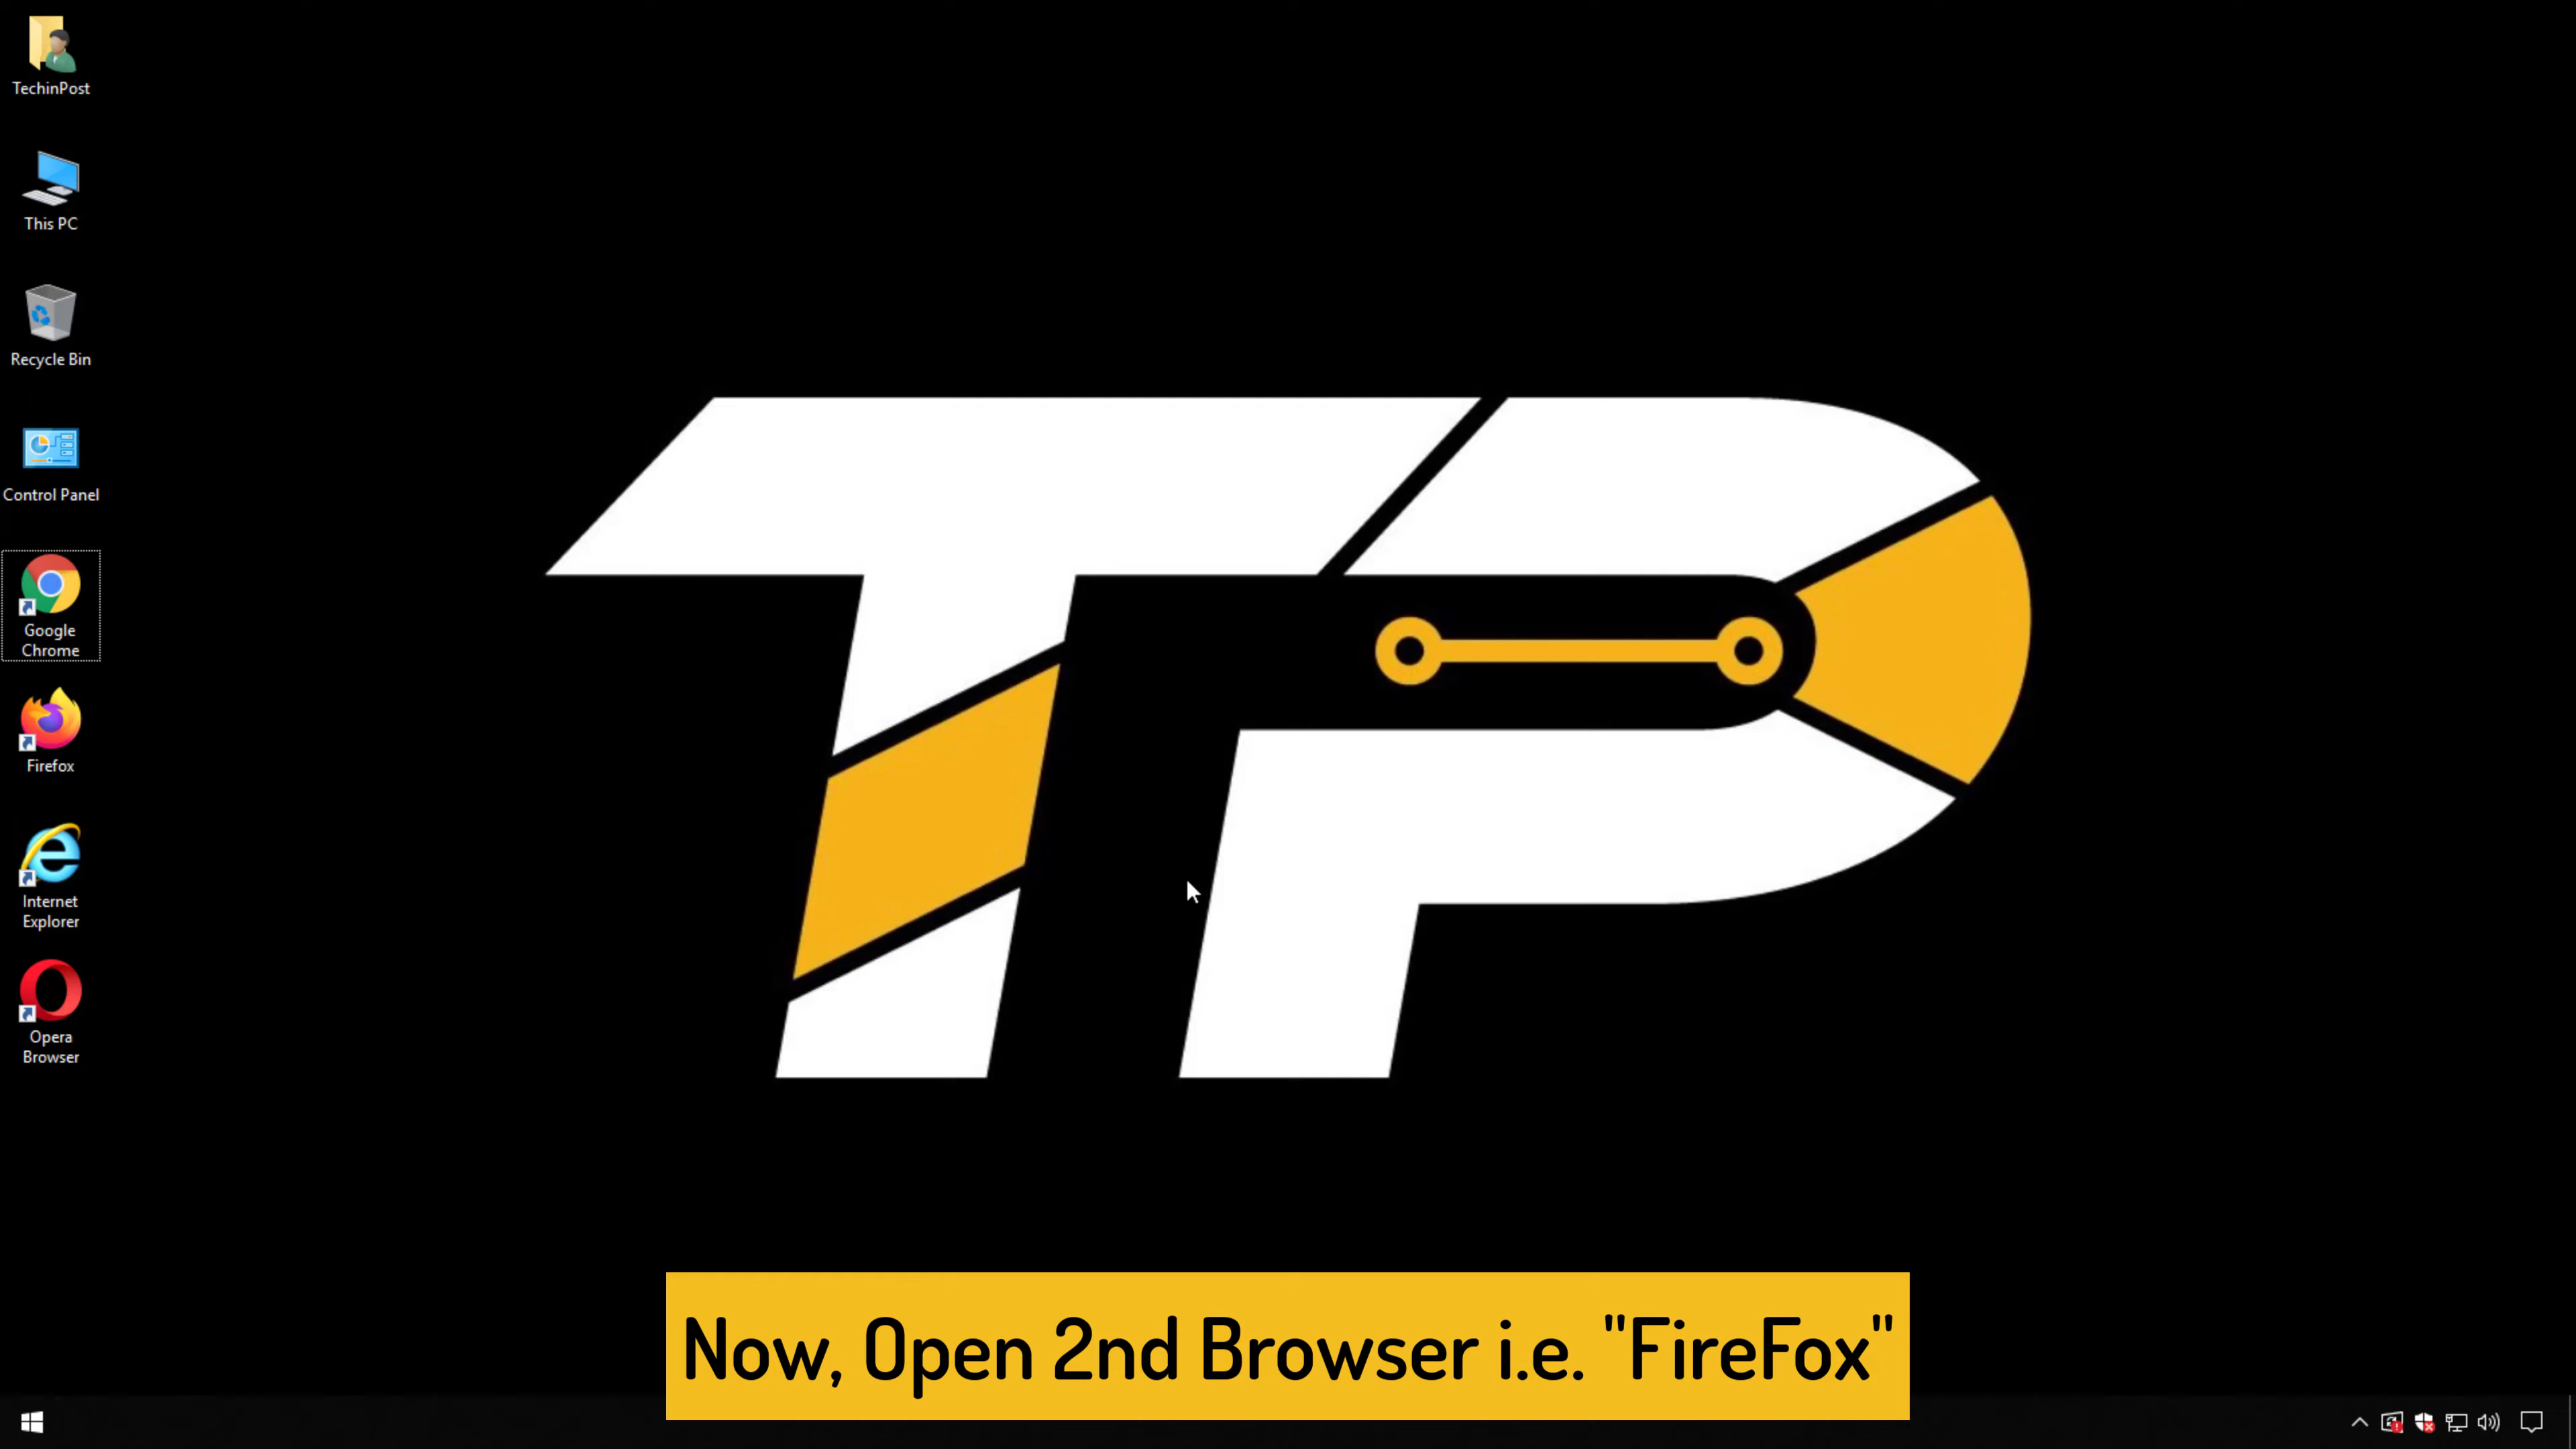 TechinPost
This PC
Recycle Bin
Control Panel
Google
Chrome
Firefox
Internet
Explorer
Opera
Browser
TP
Now, Open 2nd Browser i.e. "FireFox"